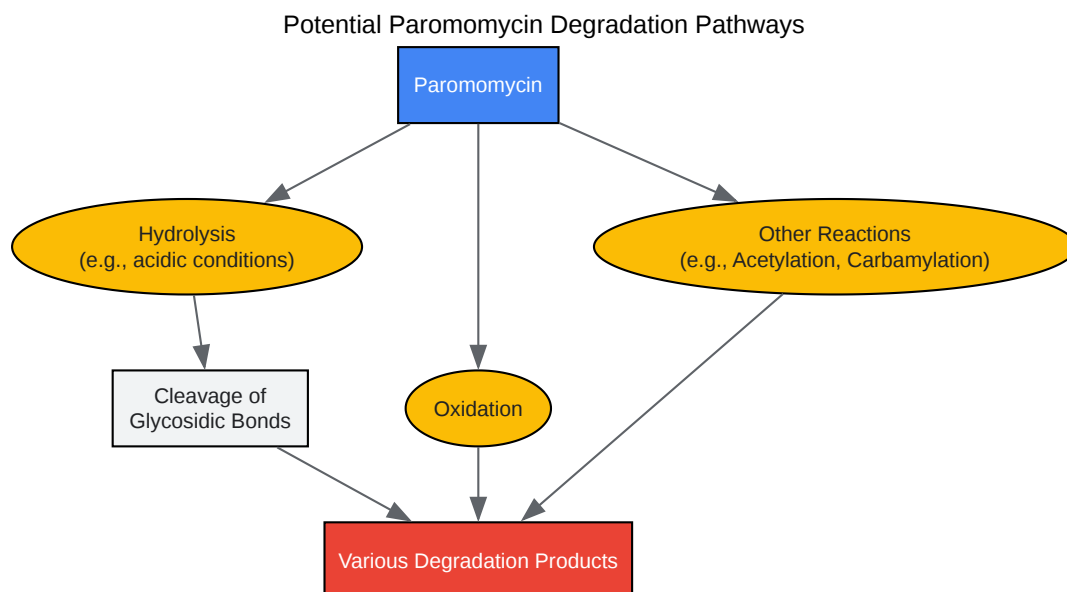 Potential Paromomycin Degradation Pathways
Paromomycin
Hydrolysis
(e.g., acidic conditions)
Other Reactions
(e.g., Acetylation, Carbamylation)
Cleavage of
Glycosidic Bonds
Oxidation
Various Degradation Products